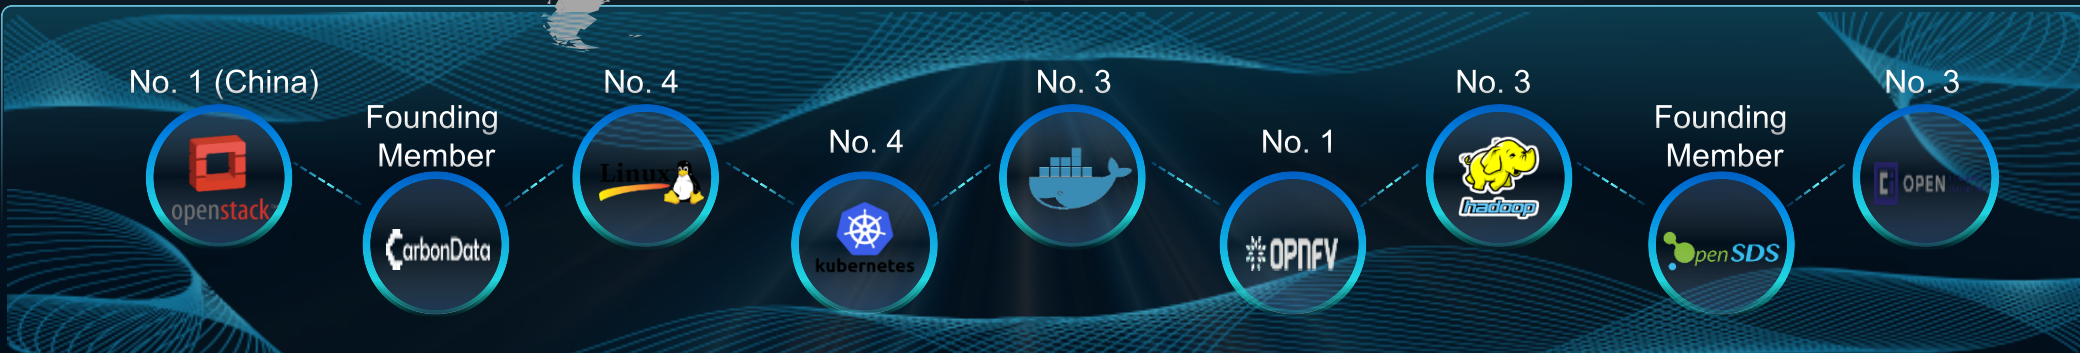 No. 1 (China)
openstack
Founding
Member
CarbonData
No. 4
Linux
No. 4
kubernetes
No. 3
No. 1
OPNFV
No. 3
hadoop
Founding
Member
OpenSDS
No. 3
OPEN